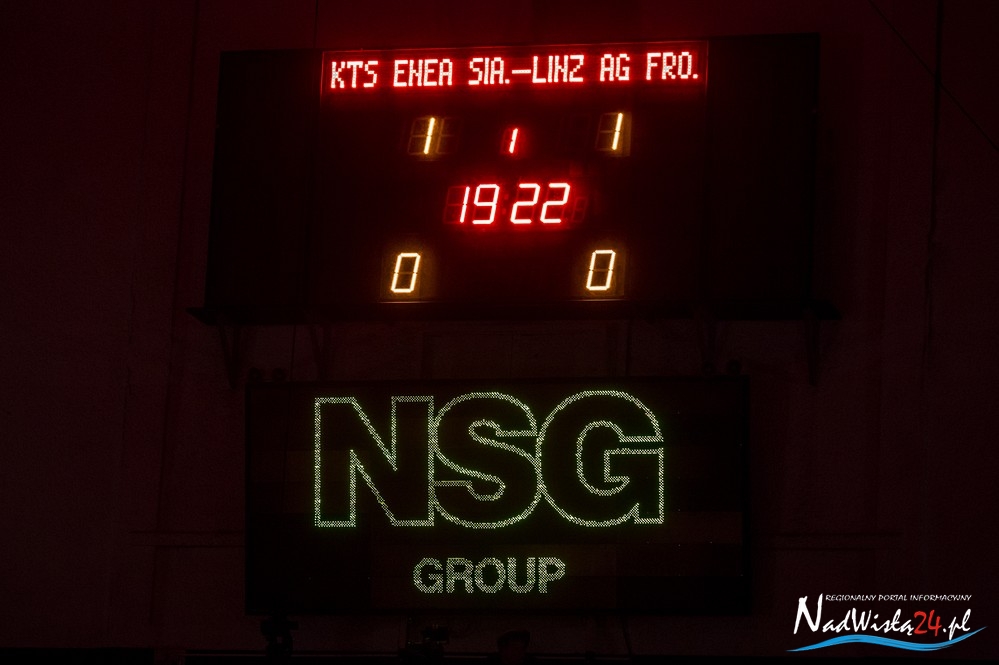 KTS ENEA SIA.–LINZ AG FRO.
1 1 1
19 22
0 0
NSG
GROUP
REGIONALNY PORTAL INFORMACYJNY
NadWisłą24.pl